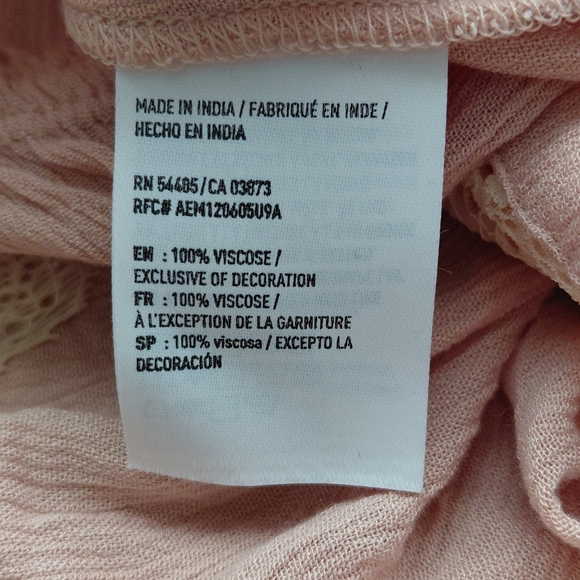 MADE IN INDIA / FABRIQUÉ EN INDE /
HECHO EN INDIA
RN 54485/CA 03873
RFC# AEM120605U9A
EN : 100% VISCOSE /
EXCLUSIVE OF DECORATION
FR : 100% VISCOSE /
À L'EXCEPTION DE LA GARNITURE
SP : 100% viscosa / EXCEPTO LA
DECORACIÓN